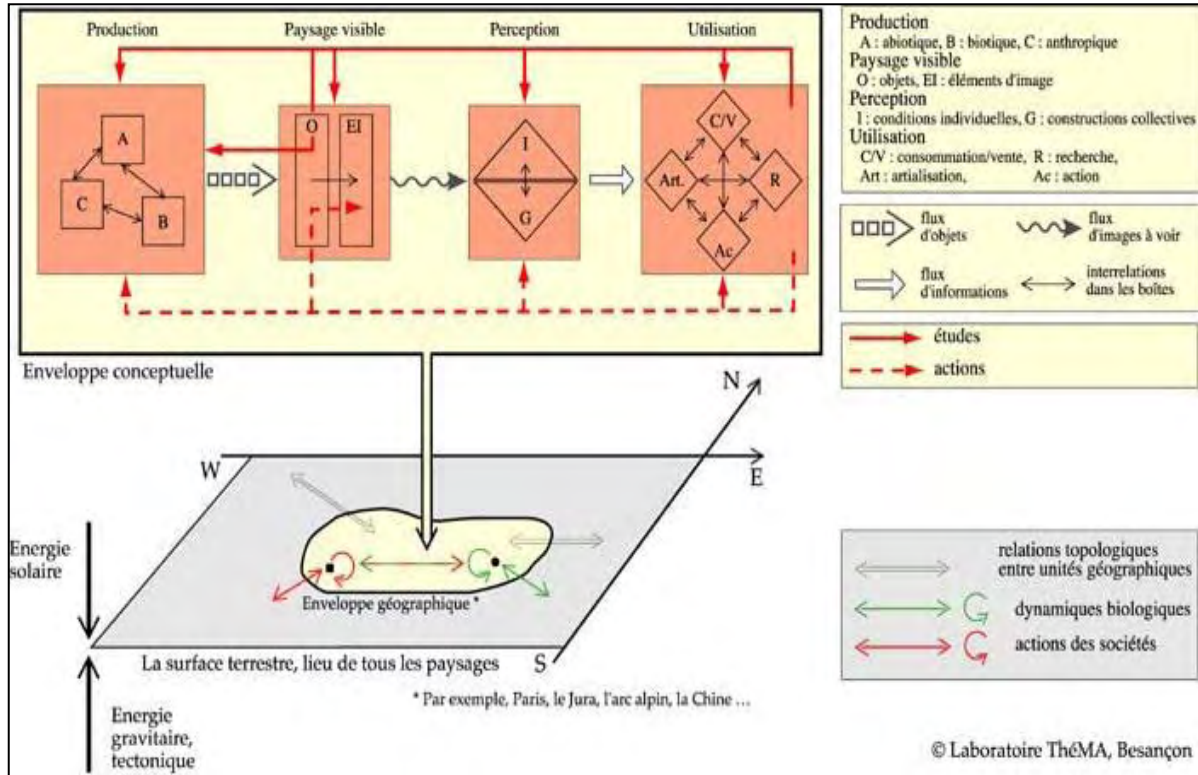 Production Paysage visible Perception Utilisation
A
C
B
O EI
I
G
C/V
Art. R
Ac
Enveloppe conceptuelle
Production
A : abiotique, B : biotique, C : anthropique
Paysage visible
O : objets, EI : éléments d'image
Perception
I : conditions individuelles, G : constructions collectives
Utilisation
C/V : consommation/vente, R : recherche,
Art : artialisation, Ac : action
flux
d'objets
flux
d'images à voir
flux
d'informations
interrelations
dans les boîtes
études
actions
N
W
E
S
Energie
solaire
Enveloppe géographique *
La surface terrestre, lieu de tous les paysages
* Par exemple, Paris, le Jura, l'arc alpin, la Chine ...
Energie
gravitaire,
tectonique
relations topologiques
entre unités géographiques
dynamiques biologiques
actions des sociétés
© Laboratoire ThéMA, Besançon